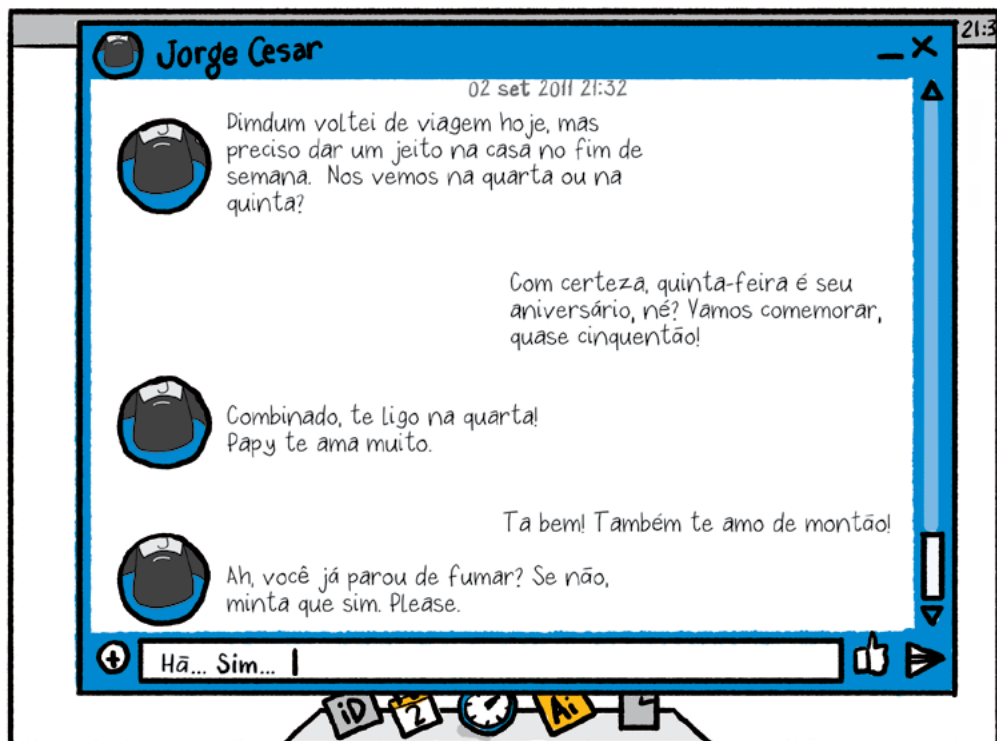 21:3
Jorge Cesar
02 set 2011 21:32
Dimdum voltei de viagem hoje, mas
preciso dar um jeito na casa no fim de
semana. Nos vemos na quarta ou na
quinta?
Com certeza, quinta-feira é seu
aniversário, né? Vamos comemorar,
quase cinquentão!
Combinado, te ligo na quarta!
Papy te ama muito.
Ta bem! Também te amo de montão!
Ah, você já parou de fumar? Se não,
minta que sim. Please.
Hã... Sim...
iD
2
Ai